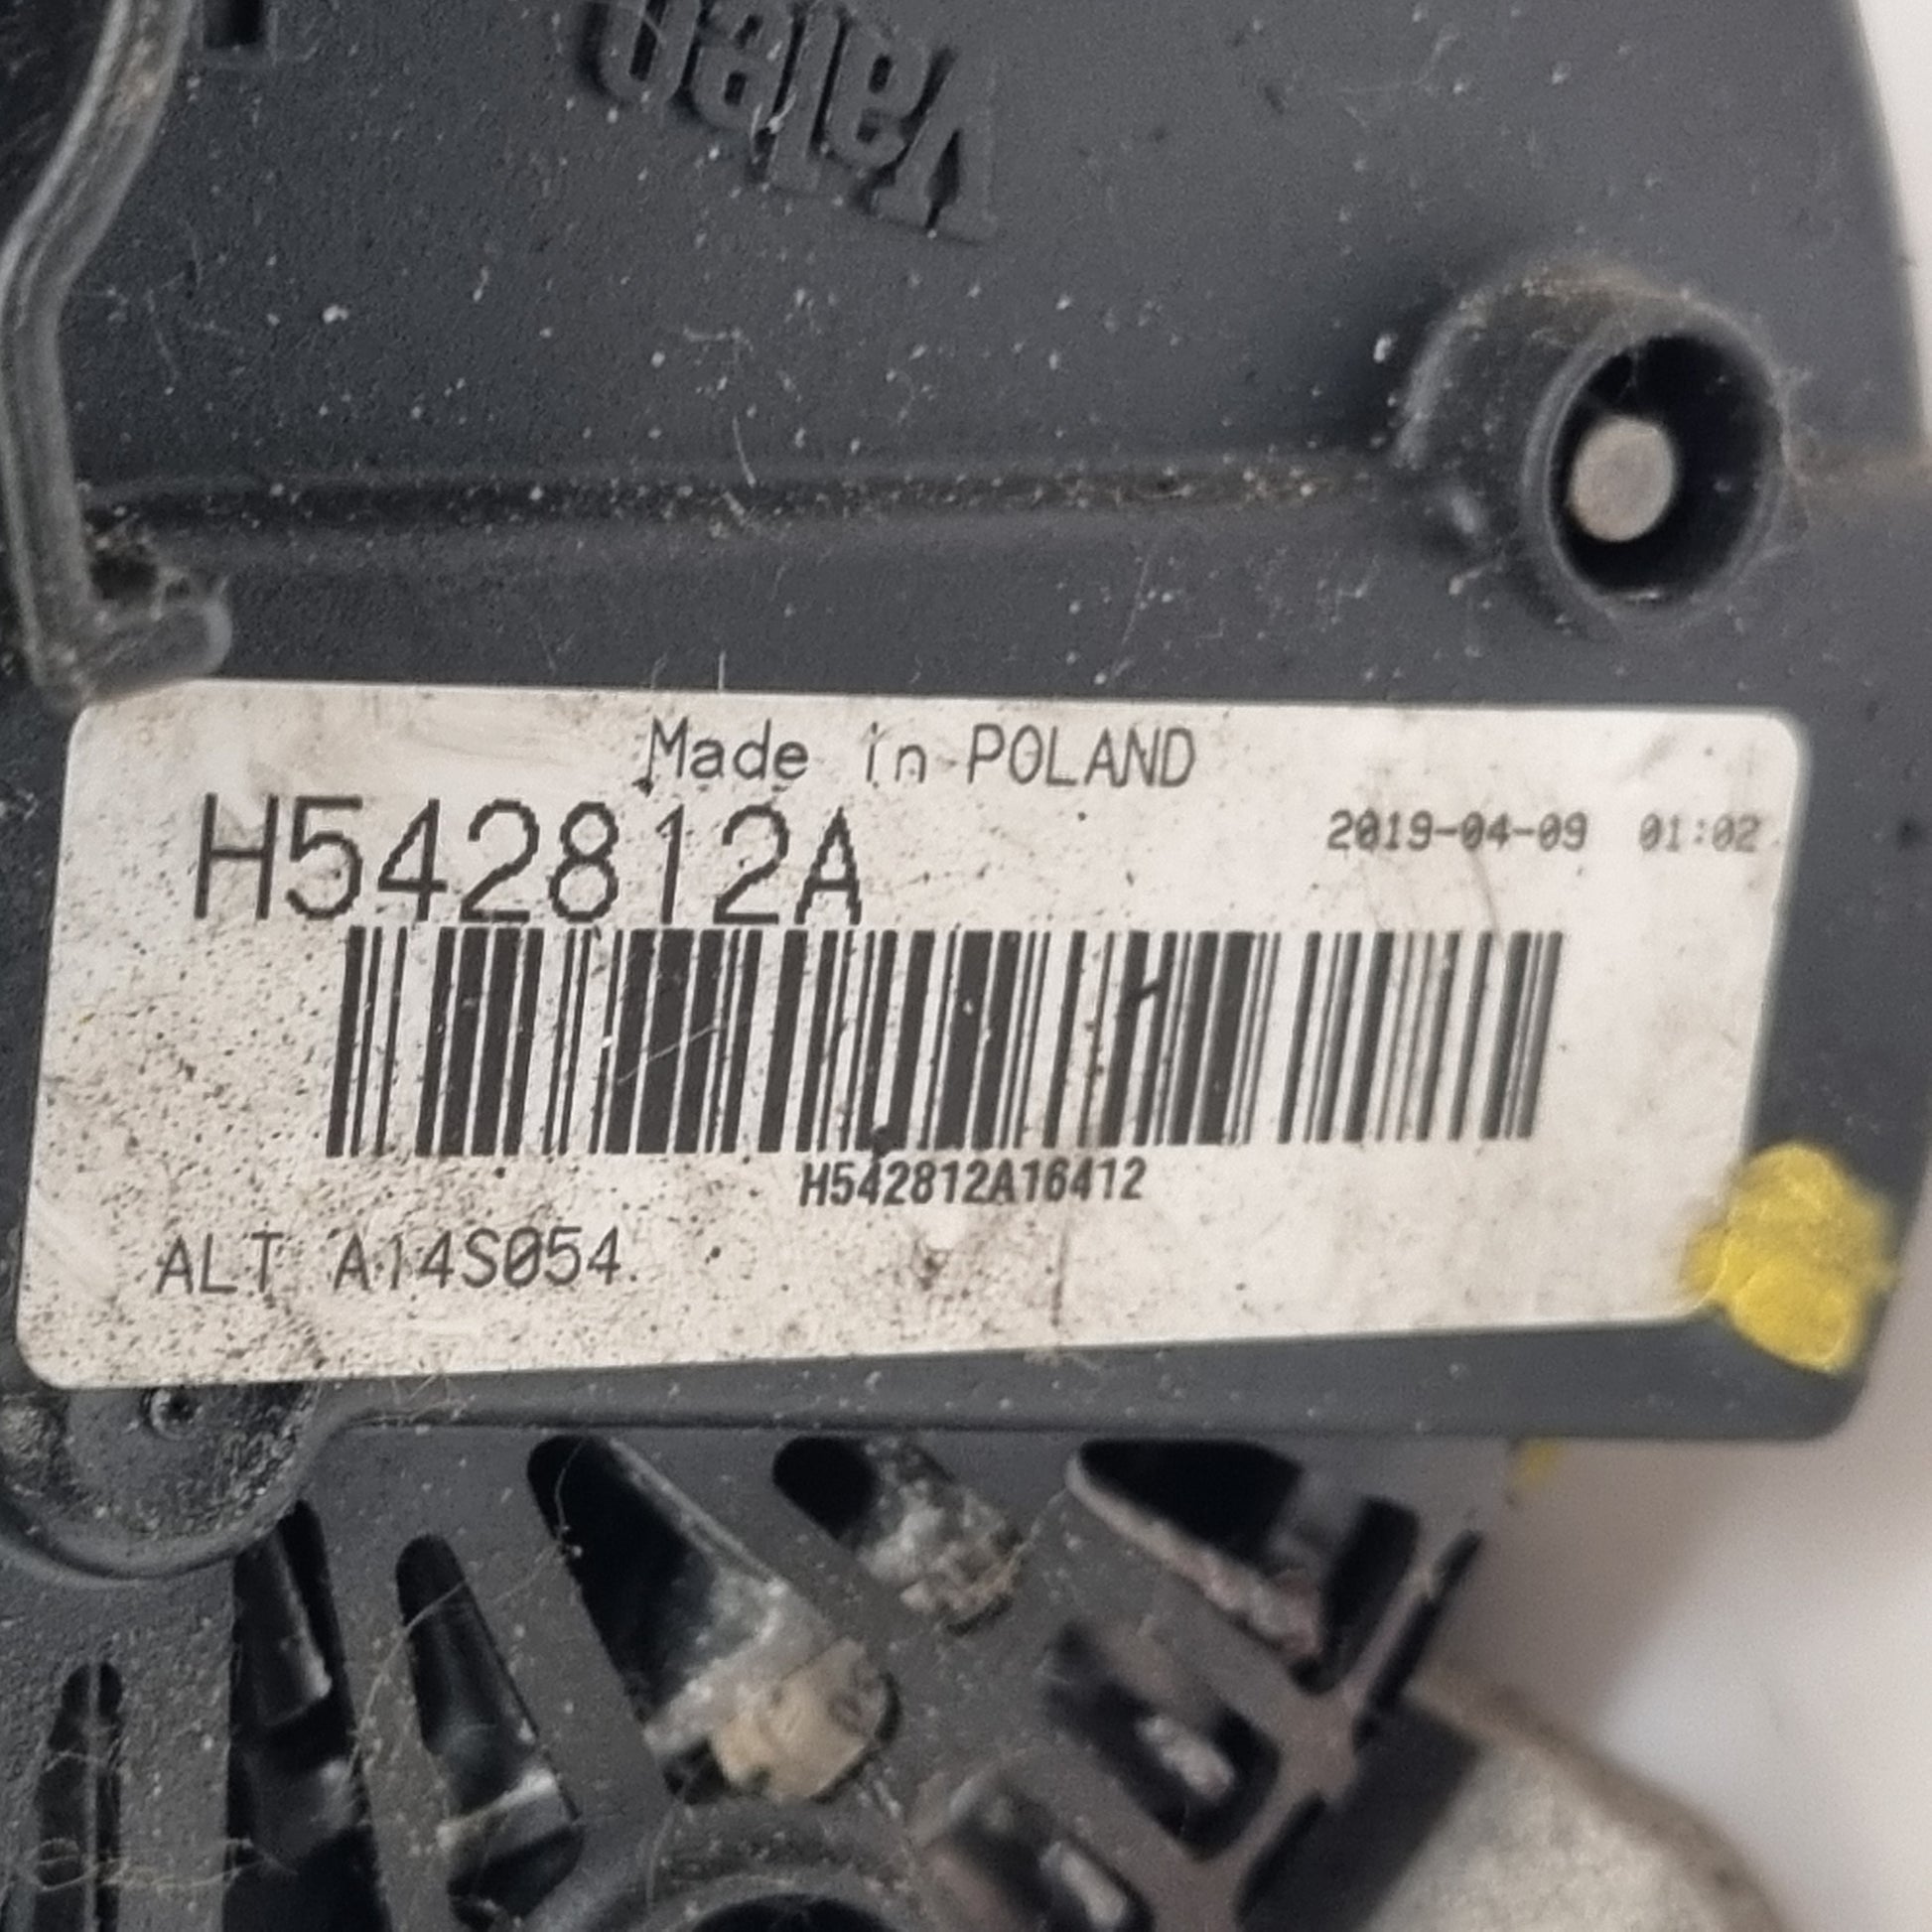 Valeo
Made in POLAND
H542812A
2019-04-09 01:02
H542812A16412
ALT A14S054